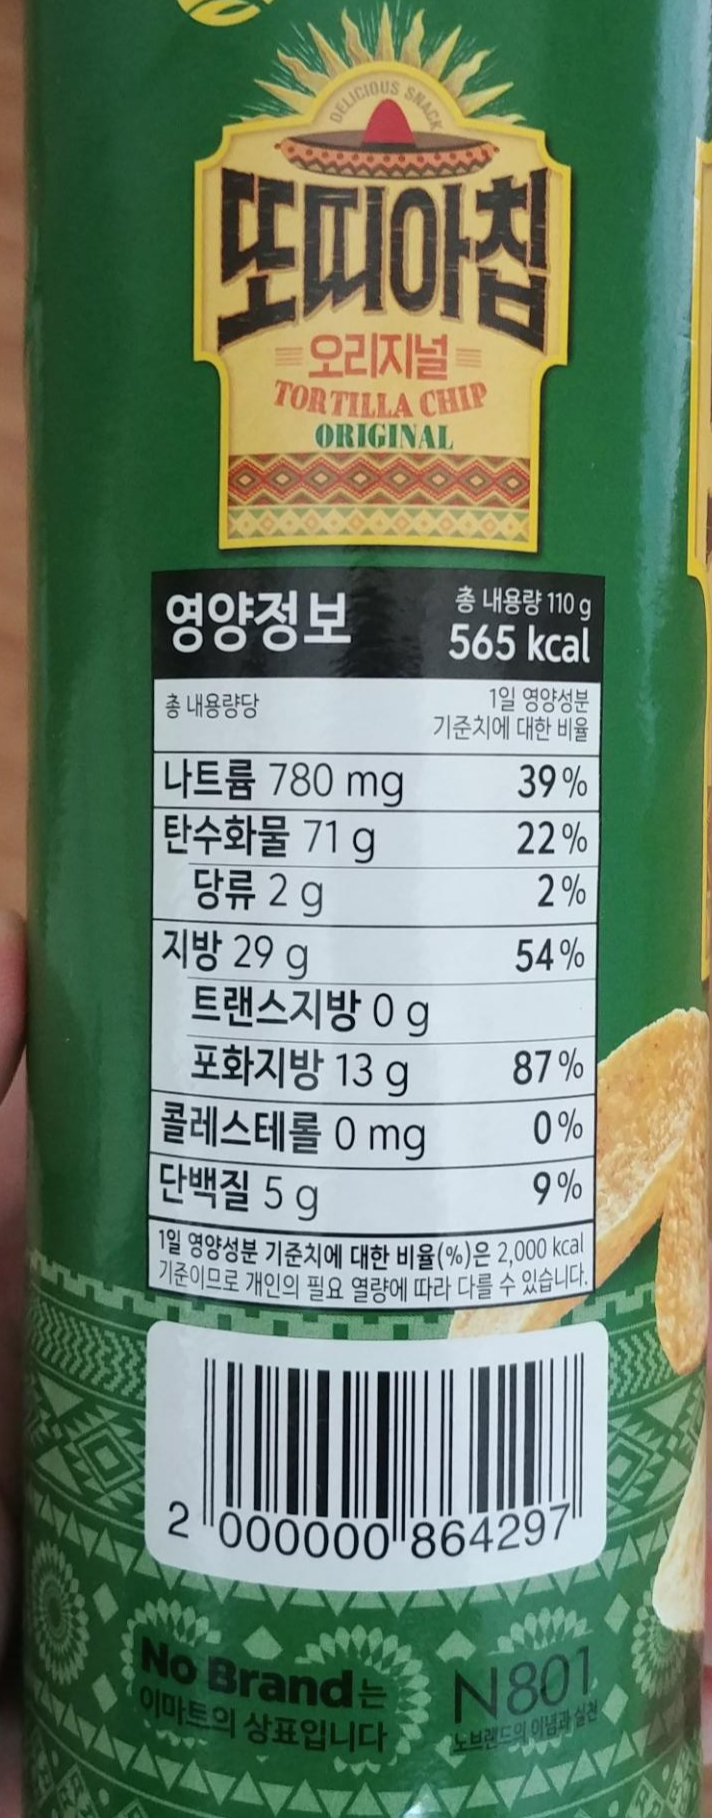 DELICIOUS SNACK
또띠아칩
오리지널
TORTILLA CHIP
ORIGINAL
영양정보
총 내용량 110 g
565 kcal
총 내용량당
1일 영양성분
기준치에 대한 비율
나트륨 780 mg 39%
탄수화물 71 g 22%
당류 2 g 2%
지방 29 g 54%
트랜스지방 0 g
포화지방 13 g 87%
콜레스테롤 0 mg 0%
단백질 5 g 9%
1일 영양성분 기준치에 대한 비율(%)은 2,000 kcal
기준이므로 개인의 필요 열량에 따라 다를 수 있습니다.
2 000000 864297
No Brand는
이마트의 상표입니다
N801
노브랜드의 이념과 실천